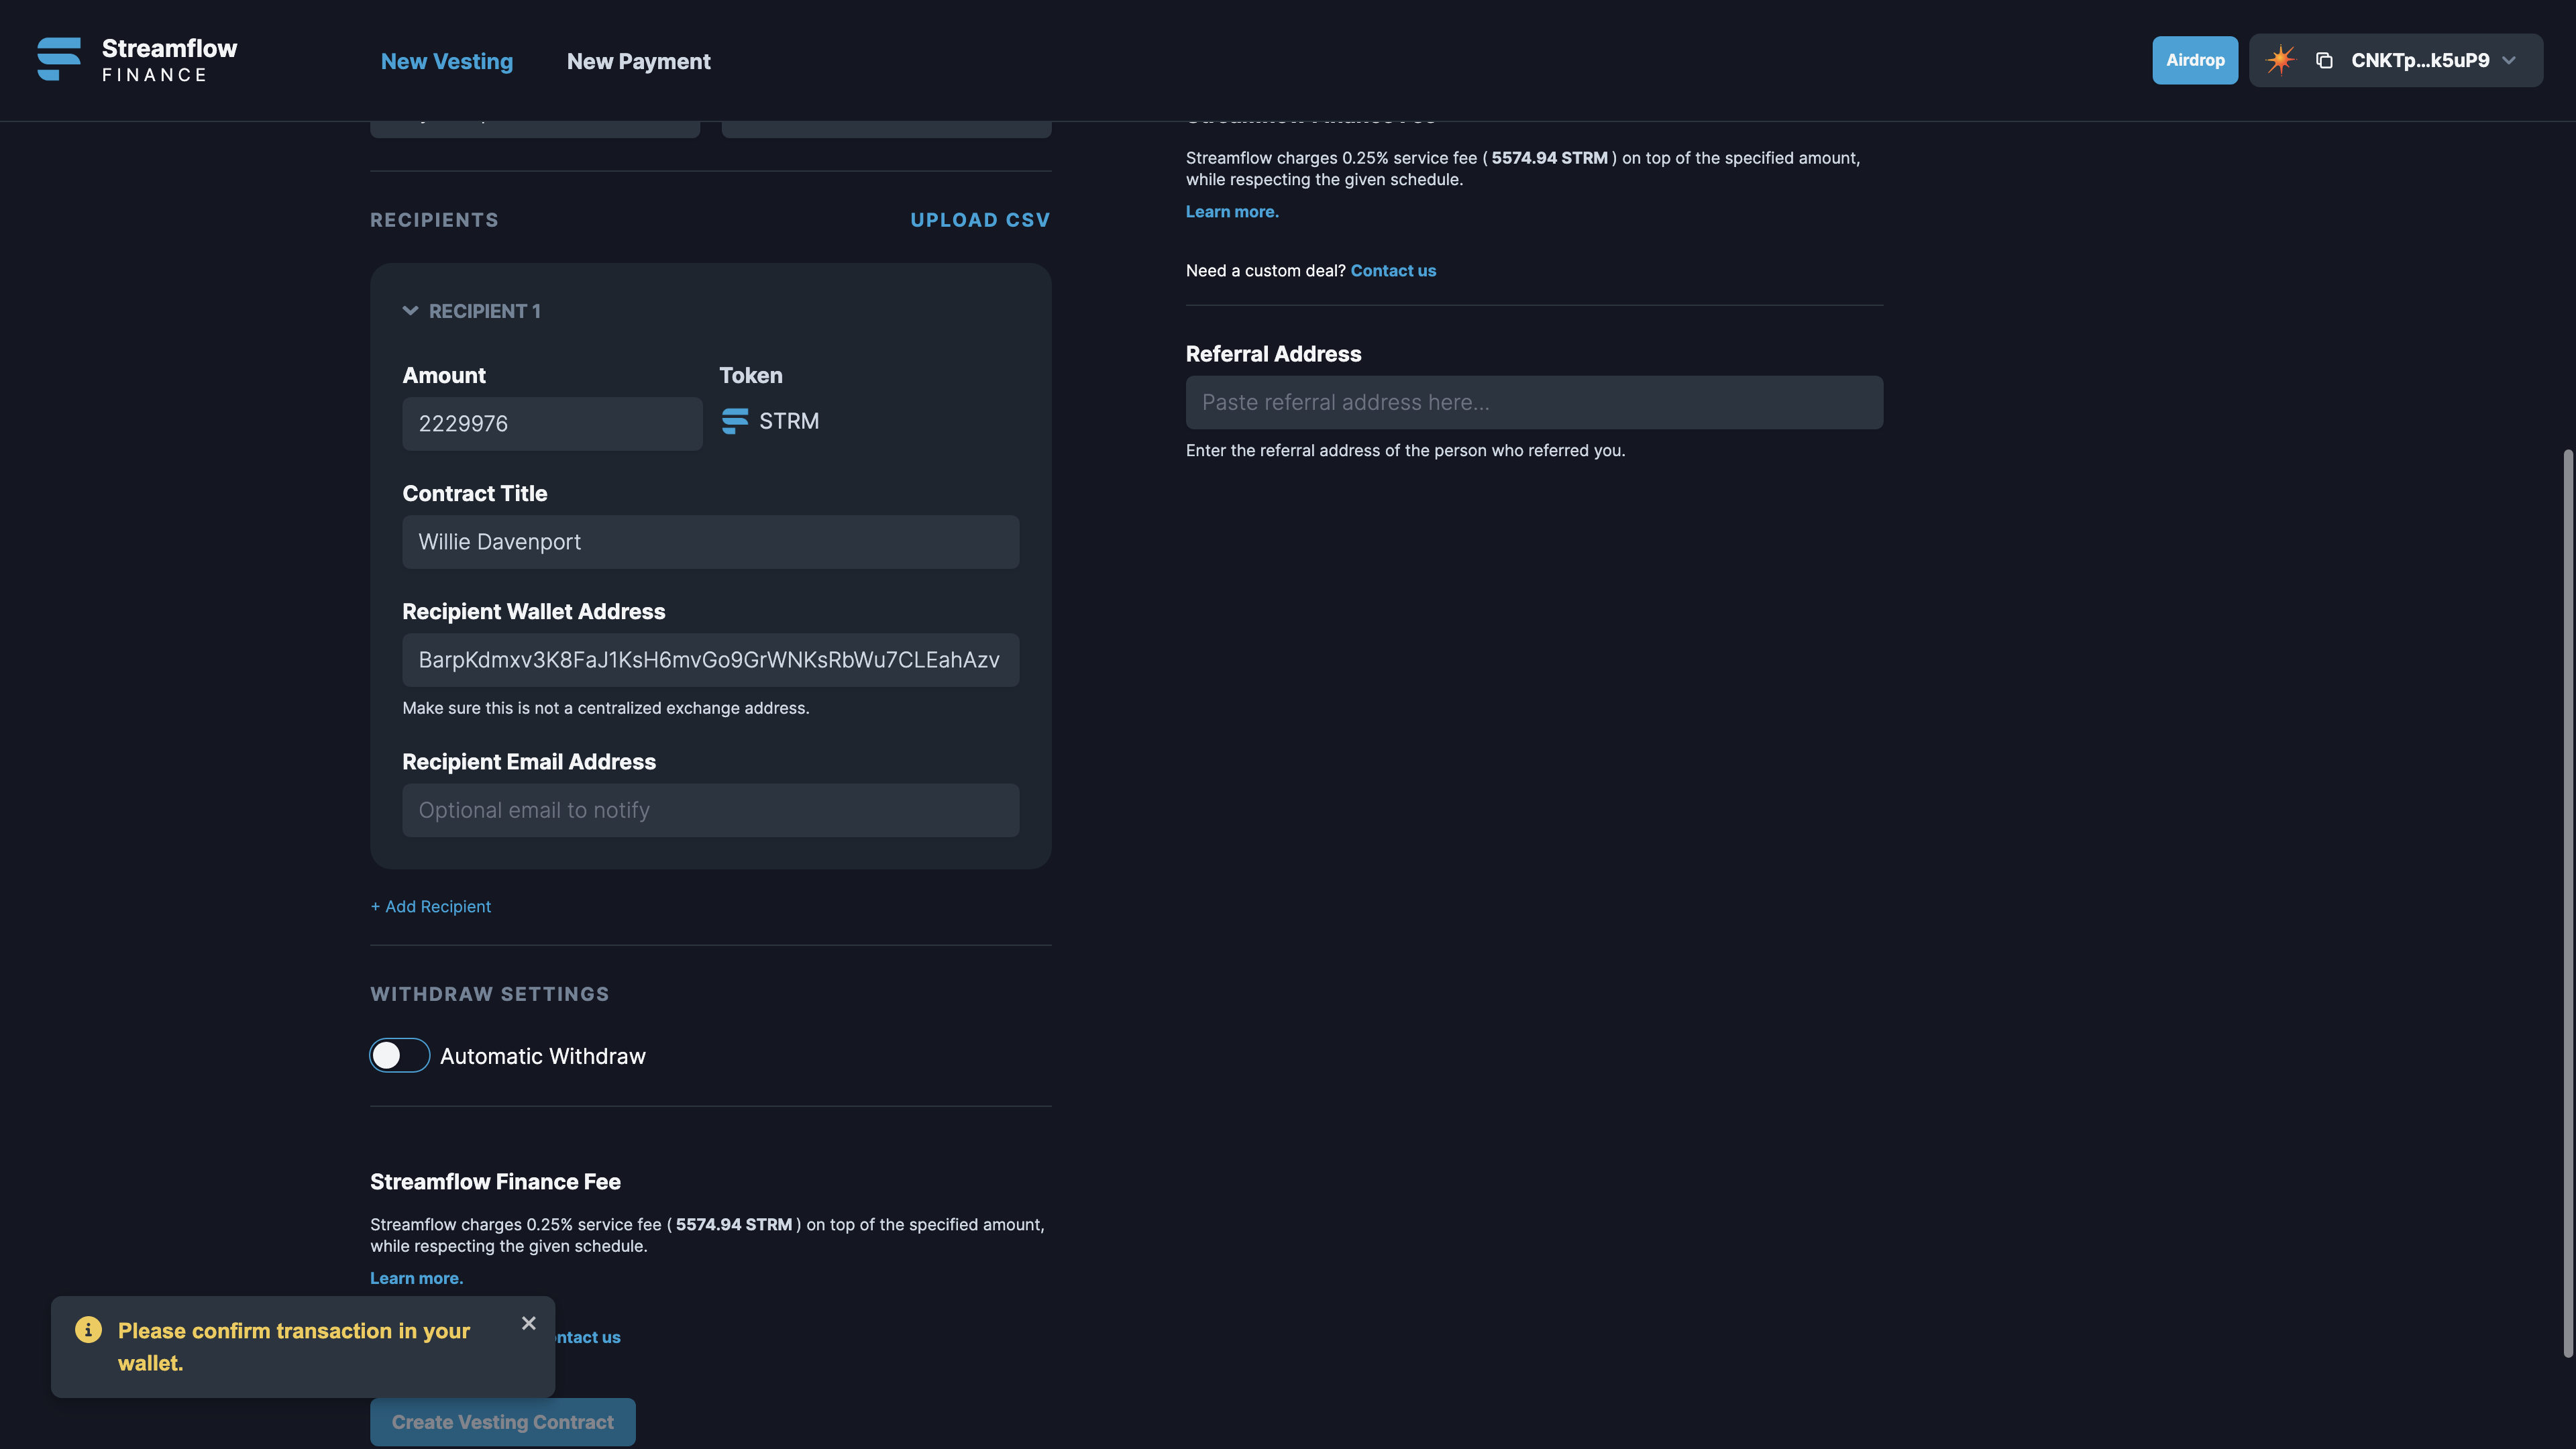 Streamflow
FINANCE
New Vesting
New Payment
Airdrop
CNKTp...k5uP9
RECIPIENTS
UPLOAD CSV
RECIPIENT 1
Amount
Token
2229976
STRM
Contract Title
Willie Davenport
Recipient Wallet Address
BarpKdmxv3K8FaJ1KsH6mvGo9GrWNKsRbWu7CLEahAzv
Make sure this is not a centralized exchange address.
Recipient Email Address
Optional email to notify
+ Add Recipient
WITHDRAW SETTINGS
Automatic Withdraw
Streamflow Finance Fee
Streamflow charges 0.25% service fee ( 5574.94 STRM ) on top of the specified amount,
while respecting the given schedule.
Learn more.
ntact us
Please confirm transaction in your
wallet.
Create Vesting Contract
Streamflow Finance Fee
Streamflow charges 0.25% service fee ( 5574.94 STRM ) on top of the specified amount,
while respecting the given schedule.
Learn more.
Need a custom deal? Contact us
Referral Address
Paste referral address here...
Enter the referral address of the person who referred you.